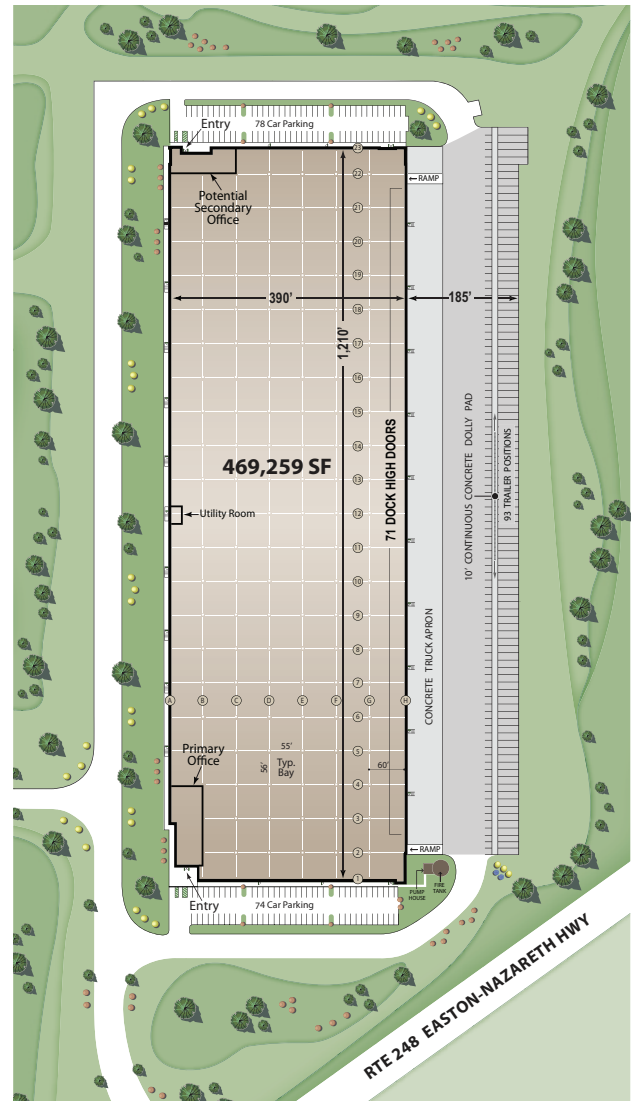 Entry
78 Car Parking
23
22
←RAMP
Potential
Secondary
Office
21
20
19
390'
185'
18
1,210'
17
16
15
14
71 DOCK HIGH DOORS
10' CONTINUOUS CONCRETE DOLLY PAD
93 TRAILER POSITIONS
469,259 SF
13
Utility Room
12
11
10
9
8
CONCRETE TRUCK APRON
7
A B C D E F G H
6
55'
56'
Typ.
Bay
5
60'
Primary
Office
4
3
2
←RAMP
1
PUMP
HOUSE
FIRE
TANK
Entry
74 Car Parking
RTE 248 EASTON-NAZARETH HWY